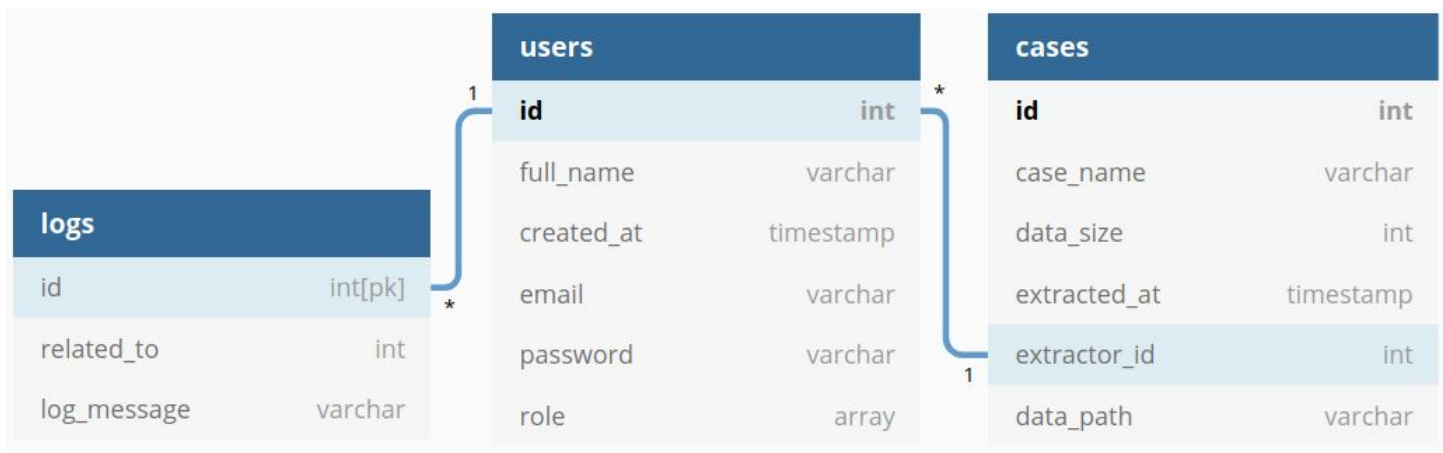 users
1
id int
*
full_name varchar
created_at timestamp
email varchar
password varchar
role array
cases
id int
case_name varchar
data_size int
extracted_at timestamp
extractor_id int
1
data_path varchar
logs
id int[pk]
*
related_to int
log_message varchar